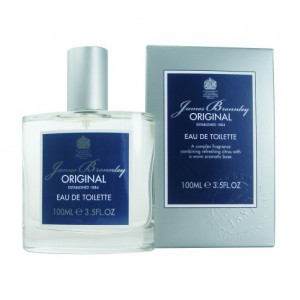 James Bronnley
ORIGINAL
ESTABLISHED 1884
EAU DE TOILETTE
100ML e 3.5FL.OZ
James Bronnley
ORIGINAL
ESTABLISHED 1884
EAU DE TOILETTE
A complex fragrance
combining refreshing citrus with
a warm aromatic base.
100ML e 3.5FL.OZ